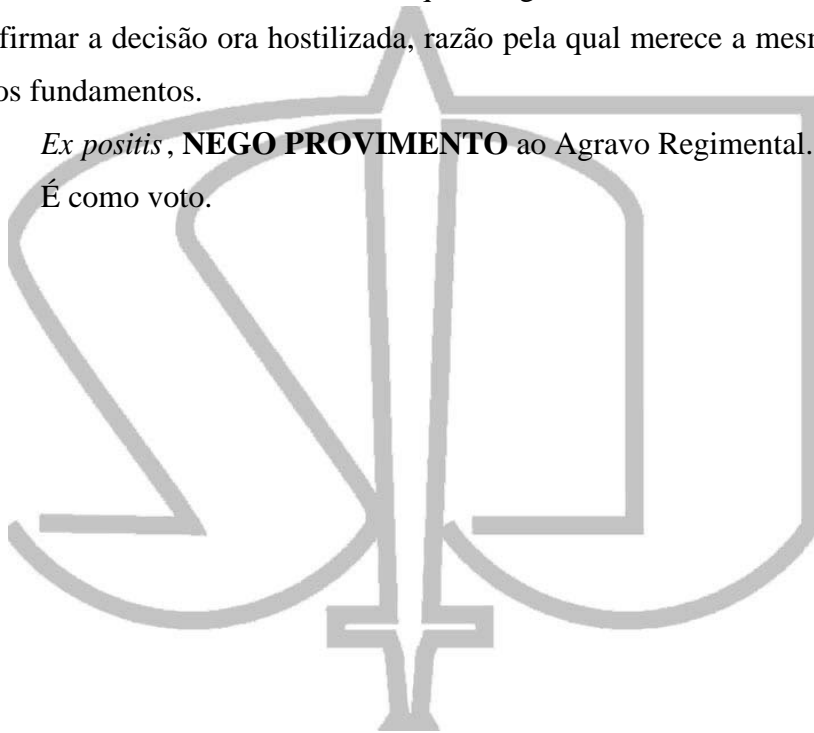 firmar a decisão ora hostilizada, razão pela qual merece a
os fundamentos.
Ex positis, NEGO PROVIMENTO ao Agravo Regimental.
É como voto.